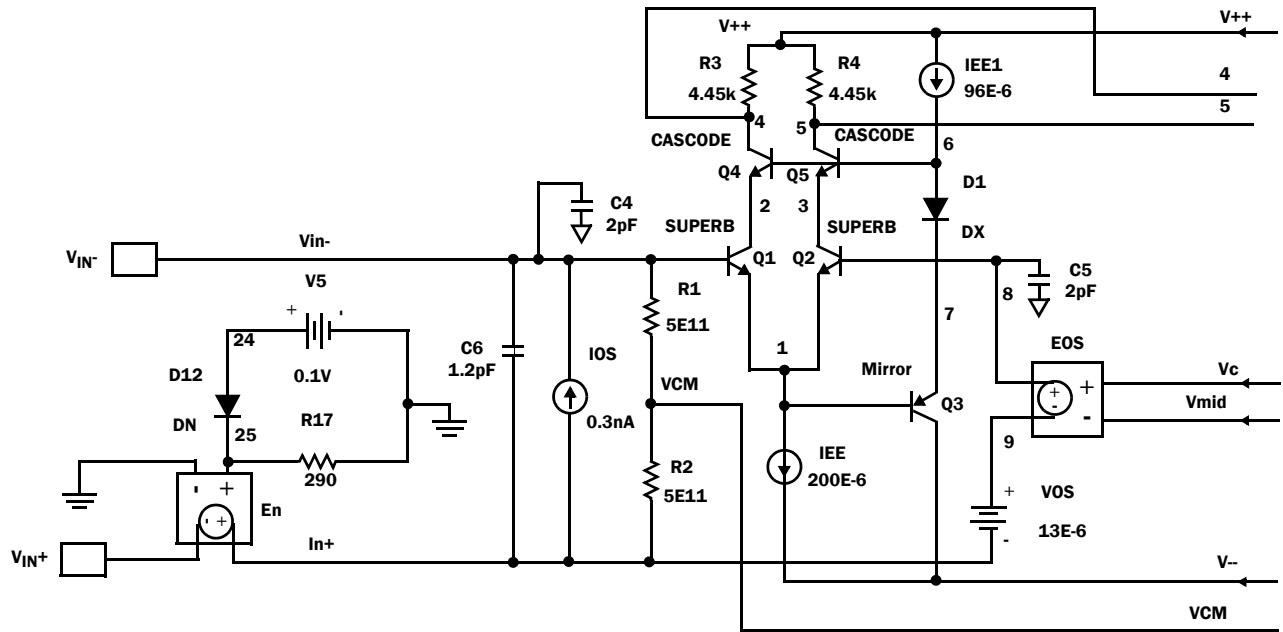 V++
V++
R3
4.45k
R4
4.45k
IEE1
96E-6
4
5
4
5
CASCODE
CASCODE
6
Q4
Q5
D1
DX
C4
2pF
2
3
SUPERB
SUPERB
VIN-
Vin-
Q1
Q2
C5
2pF
8
V5
+
-
24
0.1V
R1
5E11
7
EOS
C6
1.2pF
IOS
0.3nA
1
D12
DN
25
R17
290
VCM
Mirror
Q3
+
-
+
-
Vc
Vmid
9
R2
5E11
IEE
200E-6
-
+
-
+
En
+
VOS
13E-6
-
VIN+
In+
V--
VCM